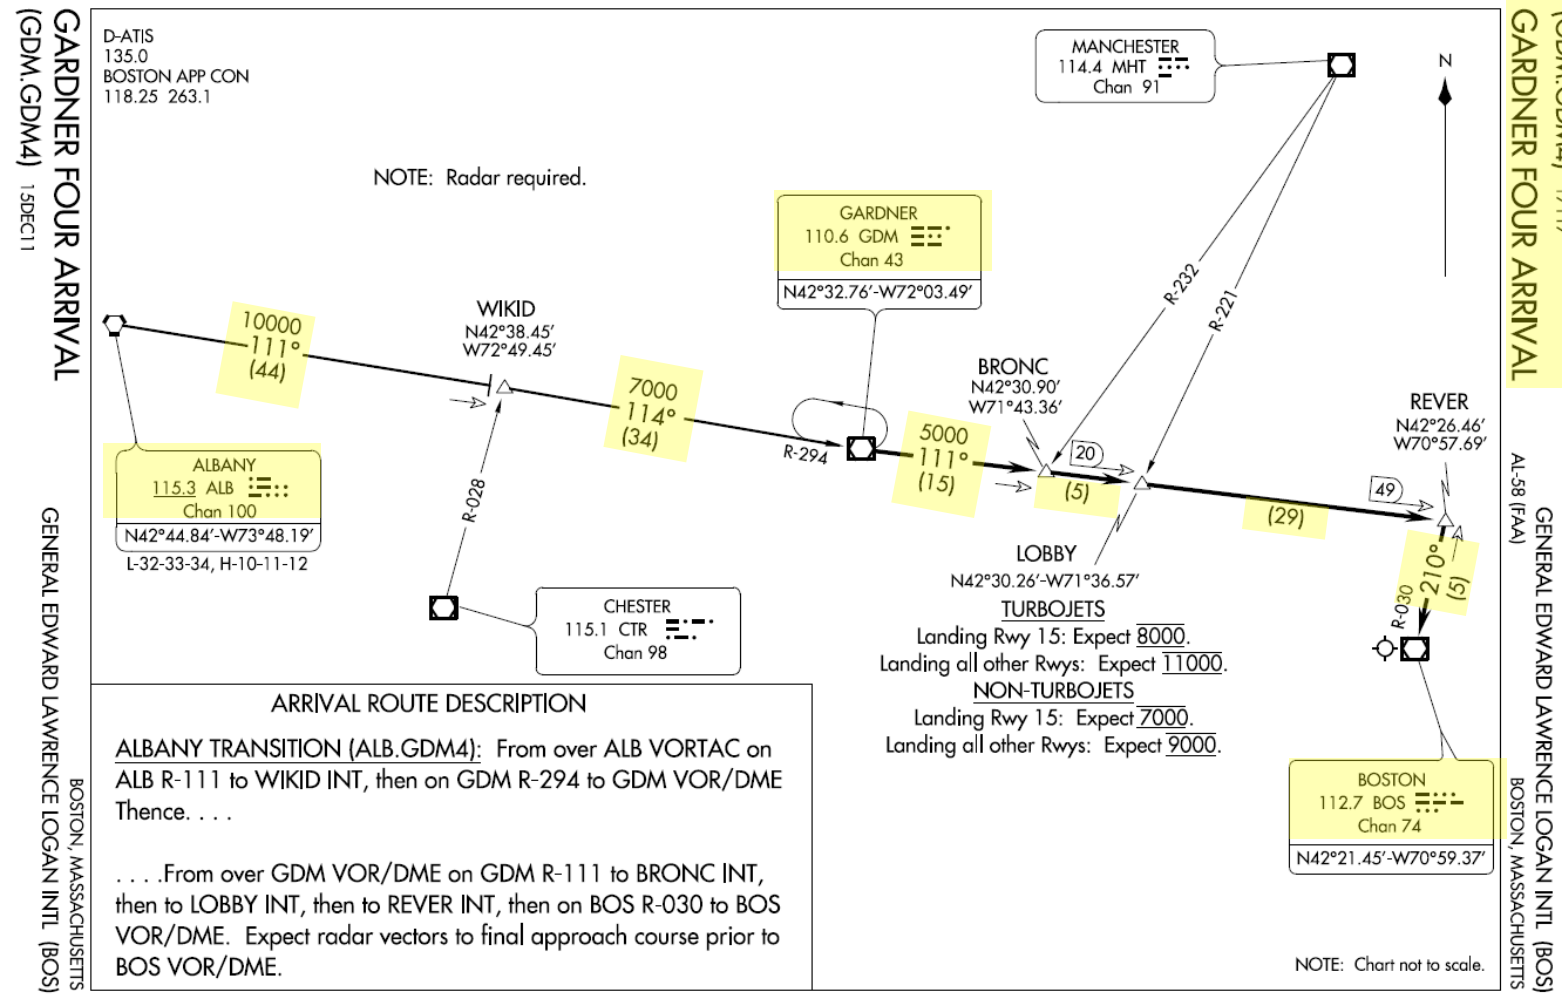 GARDNER FOUR ARRIVAL
(GDM.GDM4) 15DEC11
GENERAL EDWARD LAWRENCE LOGAN INTL (BOS)
BOSTON, MASSACHUSETTS
D-ATIS
135.0
BOSTON APP CON
118.25 263.1
NOTE: Radar required.
MANCHESTER
114.4 MHT
Chan 91
N
GARDNER
110.6 GDM
Chan 43
N42°32.76'-W72°03.49'
R-232
R-221
10000
111°
(44)
WIKID
N42°38.45'
W72°49.45'
7000
114°
(34)
R-294
5000
111°
(15)
BRONC
N42°30.90'
W71°43.36'
20
(5)
49
(29)
REVER
N42°26.46'
W70°57.69'
ALBANY
115.3 ALB
Chan 100
N42°44.84'-W73°48.19'
L-32-33-34, H-10-11-12
R-028
CHESTER
115.1 CTR
Chan 98
LOBBY
N42°30.26'-W71°36.57'
TURBOJETS
Landing Rwy 15: Expect 8000.
Landing all other Rwys: Expect 11000.
NON-TURBOJETS
Landing Rwy 15: Expect 7000.
Landing all other Rwys: Expect 9000.
R-030
210°
(5)
BOSTON
112.7 BOS
Chan 74
N42°21.45'-W70°59.37'
ARRIVAL ROUTE DESCRIPTION
ALBANY TRANSITION (ALB.GDM4): From over ALB VORTAC on
ALB R-111 to WIKID INT, then on GDM R-294 to GDM VOR/DME
Thence. . . .
. . . .From over GDM VOR/DME on GDM R-111 to BRONC INT,
then to LOBBY INT, then to REVER INT, then on BOS R-030 to BOS
VOR/DME. Expect radar vectors to final approach course prior to
BOS VOR/DME.
NOTE: Chart not to scale.
GARDNER FOUR ARRIVAL
AL-58 (FAA)
GENERAL EDWARD LAWRENCE LOGAN INTL (BOS)
BOSTON, MASSACHUSETTS